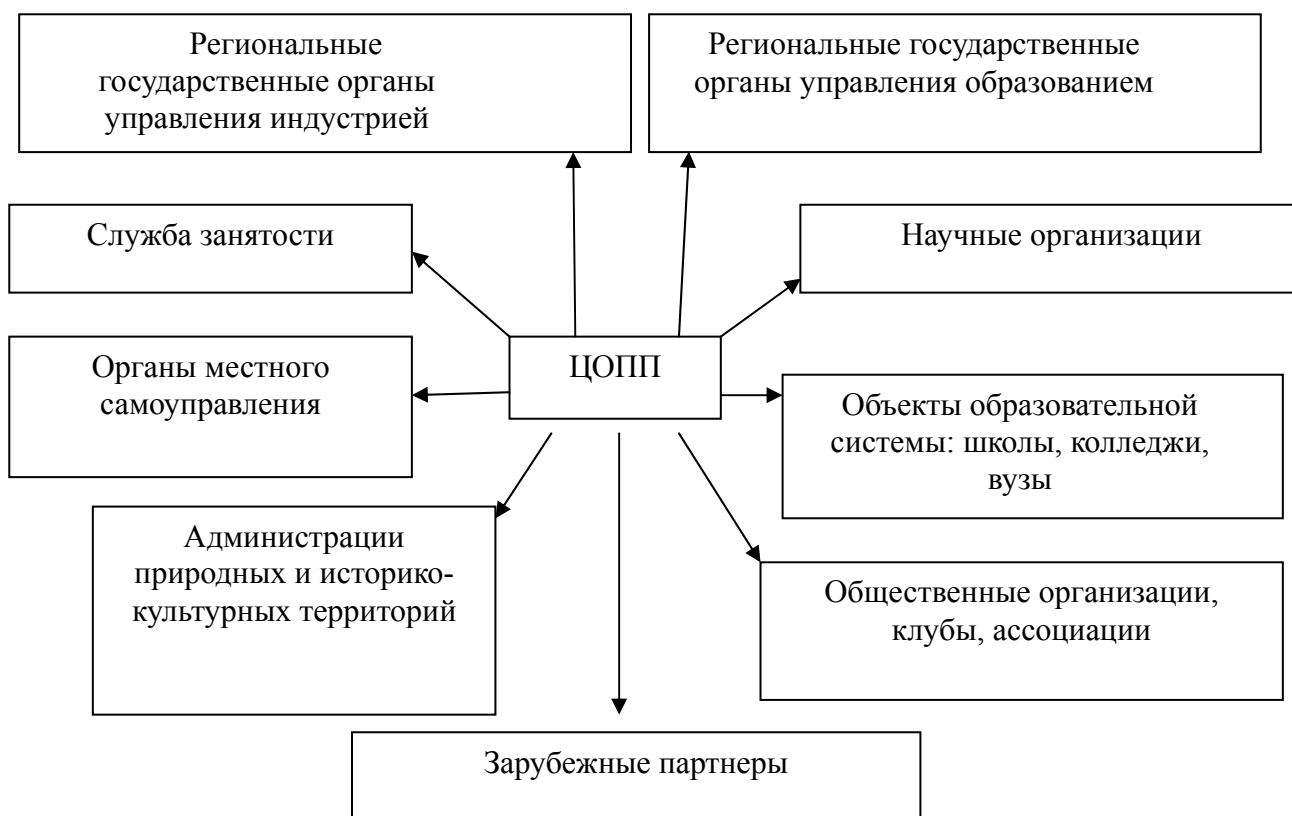 Региональные
государственные органы
управления индустрией
Региональные государственные
органы управления образованием
Служба занятости
Научные организации
Органы местного
самоуправления
ЦОПП
Объекты образовательной
системы: школы, колледжи,
вузы
Администрации
природных и историко-
культурных территорий
Общественные организации,
клубы, ассоциации
Зарубежные партнеры